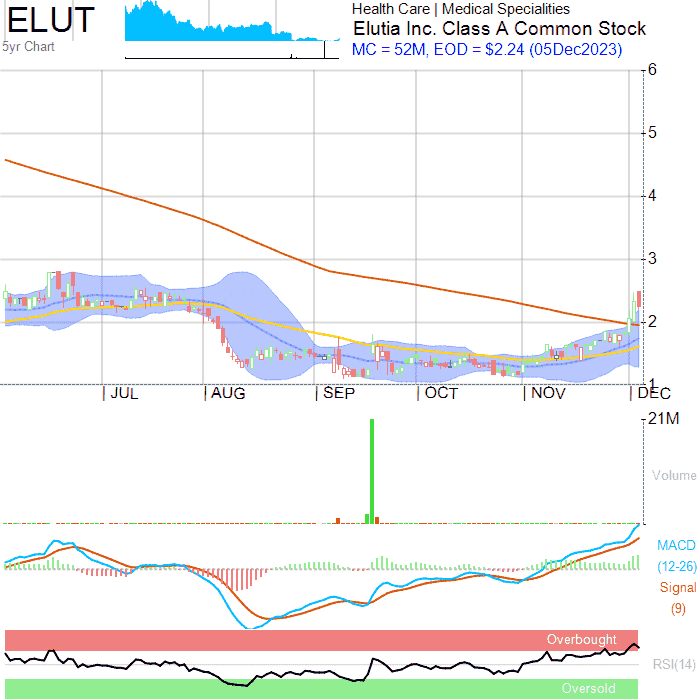 ELUT
5yr Chart
Health Care | Medical Specialities
Elutia Inc. Class A Common Stock
MC = 52M, EOD = $2.24 (05Dec2023)
6
5
4
3
2
1
JUL AUG SEP OCT NOV DEC
21M
Volume
MACD
(12-26)
Signal
(9)
Overbought
RSI(14)
Oversold